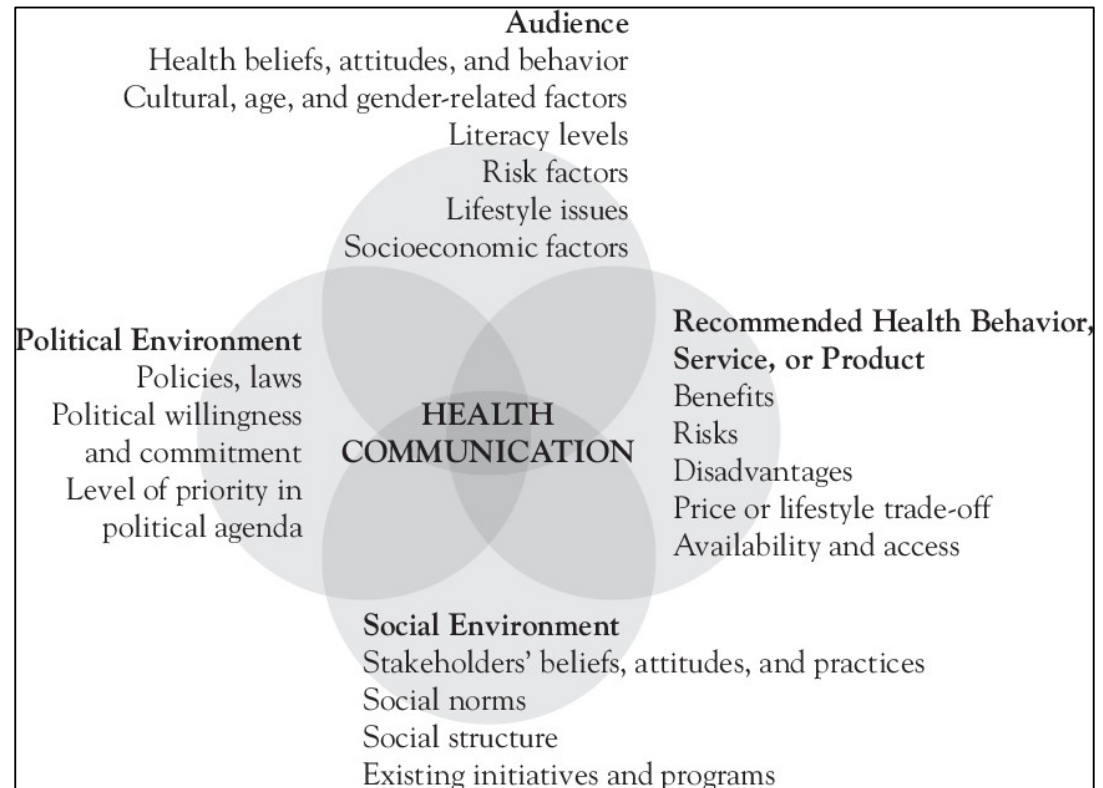 Audience
Health beliefs, attitudes, and behavior
Cultural, age, and gender-related factors
Literacy levels
Risk factors
Lifestyle issues
Socioeconomic factors
Political Environment
Policies, laws
Political willingness
and commitment
Level of priority in
political agenda
HEALTH
COMMUNICATION
Recommended Health Behavior,
Service, or Product
Benefits
Risks
Disadvantages
Price or lifestyle trade-off
Availability and access
Social Environment
Stakeholders’ beliefs, attitudes, and practices
Social norms
Social structure
Existing initiatives and programs